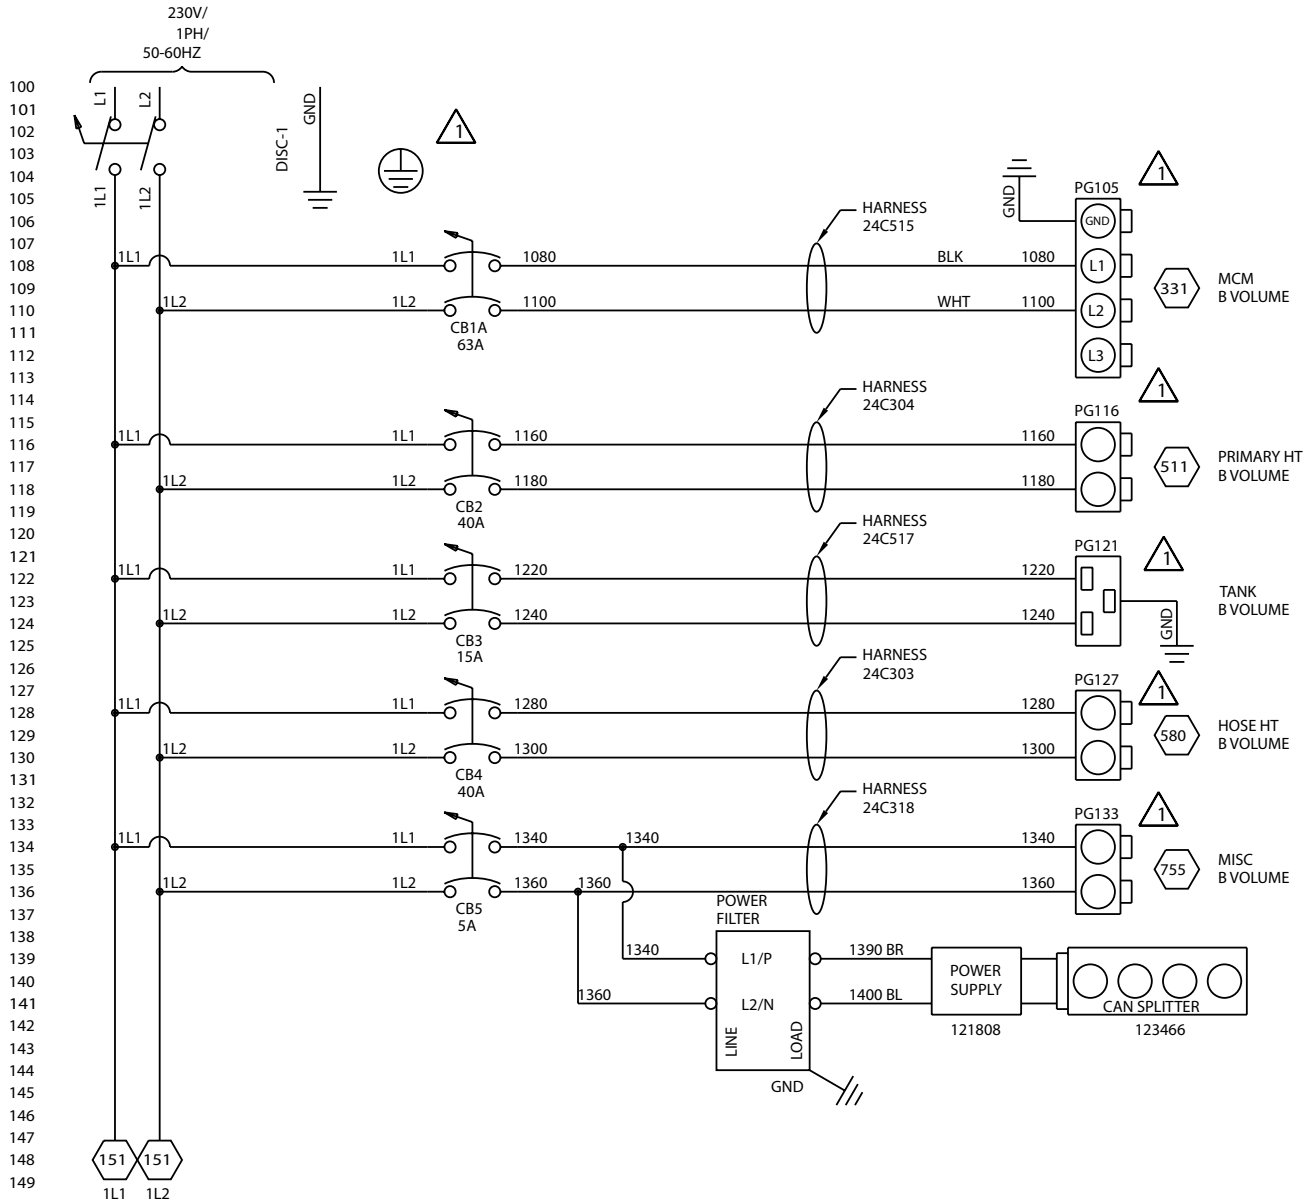 230V/
1PH/
50-60HZ
100
L1 L2 GND
101
102 1
103 DISC-1
104 1
PG105
105 1L1 1L2 GND
106 GND
HARNESS
24C515
107
108 1L1 1L1 1080 BLK 1080 L1
109 331 MCM
B VOLUME
110 1L2 1L2 1100 WHT 1100 L2
111 CB1A
63A
112 L3
113
114 HARNESS
24C304
1
115 PG116
116 1L1 1L1 1160 1160
117 511 PRIMARY HT
B VOLUME
118 1L2 1L2 1180 1180
119 CB2
40A
120 HARNESS
24C517
121 PG121 1
122 1L1 1L1 1220 1220
123 TANK
B VOLUME
124 1L2 1L2 1240 1240 GND
125 CB3
15A
126 HARNESS
24C303
127 PG127 1
128 1L1 1L1 1280 1280
129 580 HOSE HT
B VOLUME
130 1L2 1L2 1300 1300
131 CB4
40A
132 HARNESS
24C318
133 PG133 1
134 1L1 1L1 1340 1340 1340
135 755 MISC
B VOLUME
136 1L2 1L2 1360 1360 1360
137 CB5
5A
POWER
FILTER
138
139 1340 L1/P 1390 BR
140 POWER
SUPPLY
141 1360 L2/N 1400 BL CAN SPLITTER
142 121808 123466
143 LINE LOAD
144
145 GND
146
147
148 151 151
149
1L1 1L2